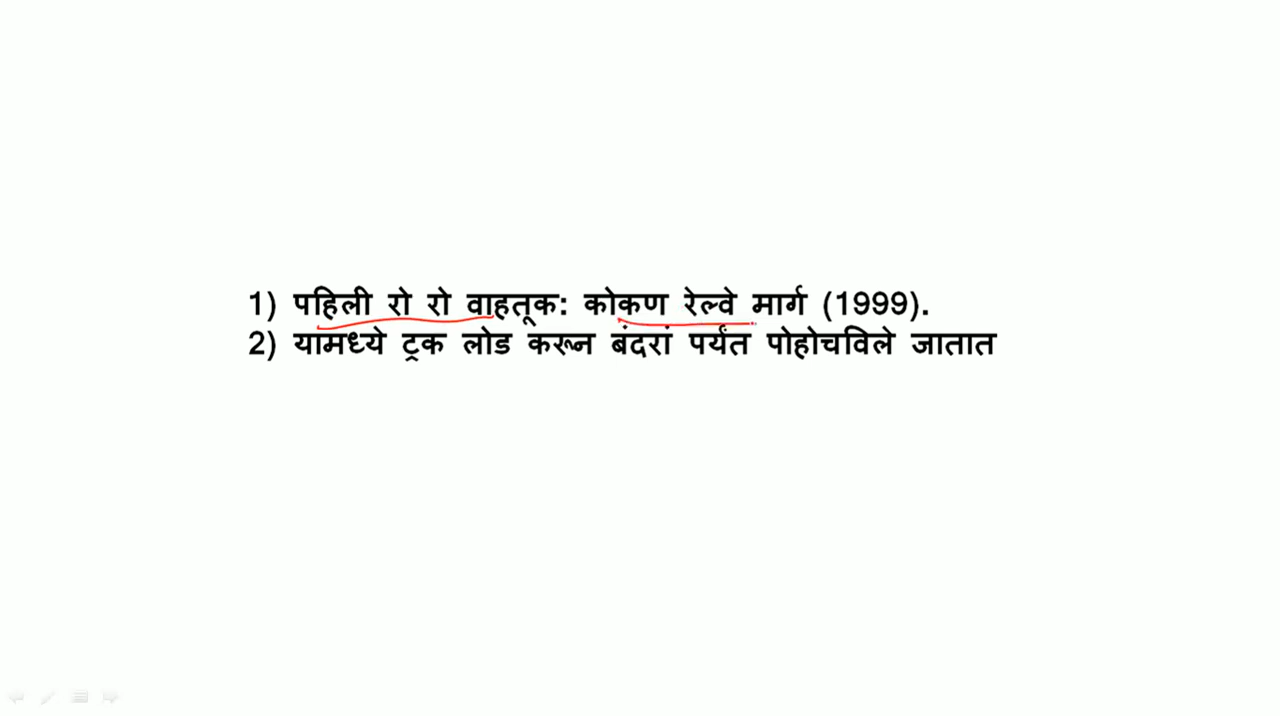 1) पहिली रो रो वाहतूक: कोकण रेल्वे मार्ग (1999).
2) यामध्ये ट्रक लोड करून बंदरां पर्यंत पोहोचविले जातात